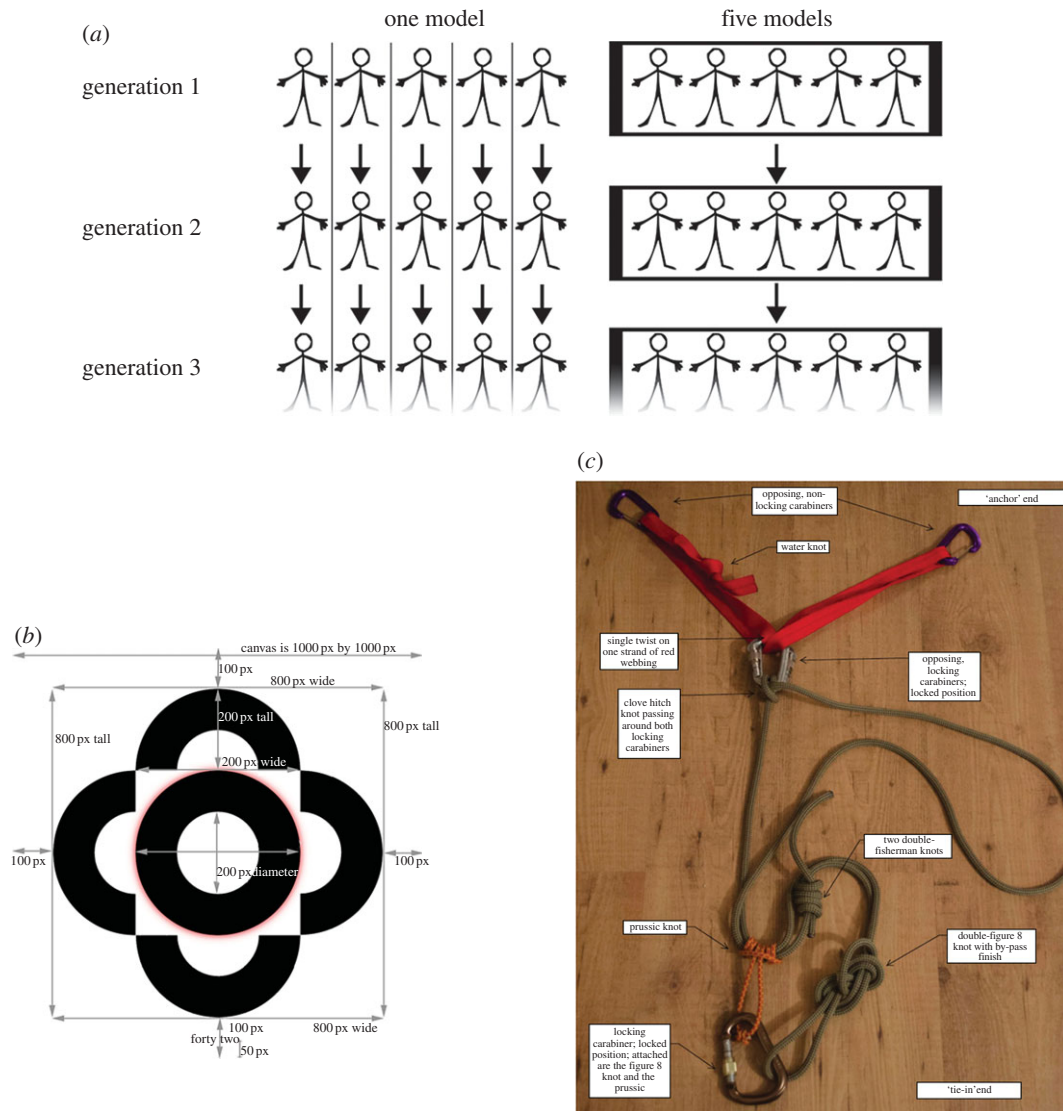 (a)
one model
five models
generation 1
generation 2
generation 3
(b)
canvas is 1000 px by 1000 px
100 px
800 px wide
200 px tall
800 px tall
800 px tall
200 px wide
100 px
100 px
200 px diameter
100 px
800 px wide
forty two
50 px
(c)
opposing, non-
locking carabiners
'anchor' end
water knot
single twist on
one strand of red
webbing
opposing,
locking
carabiners;
locked position
clove hitch
knot passing
around both
locking
carabiners
two double-
fisherman knots
prussic knot
double-figure 8
knot with by-pass
finish
locking
carabiner; locked
position; attached
are the figure 8
knot and the
prussic
'tie-in'end